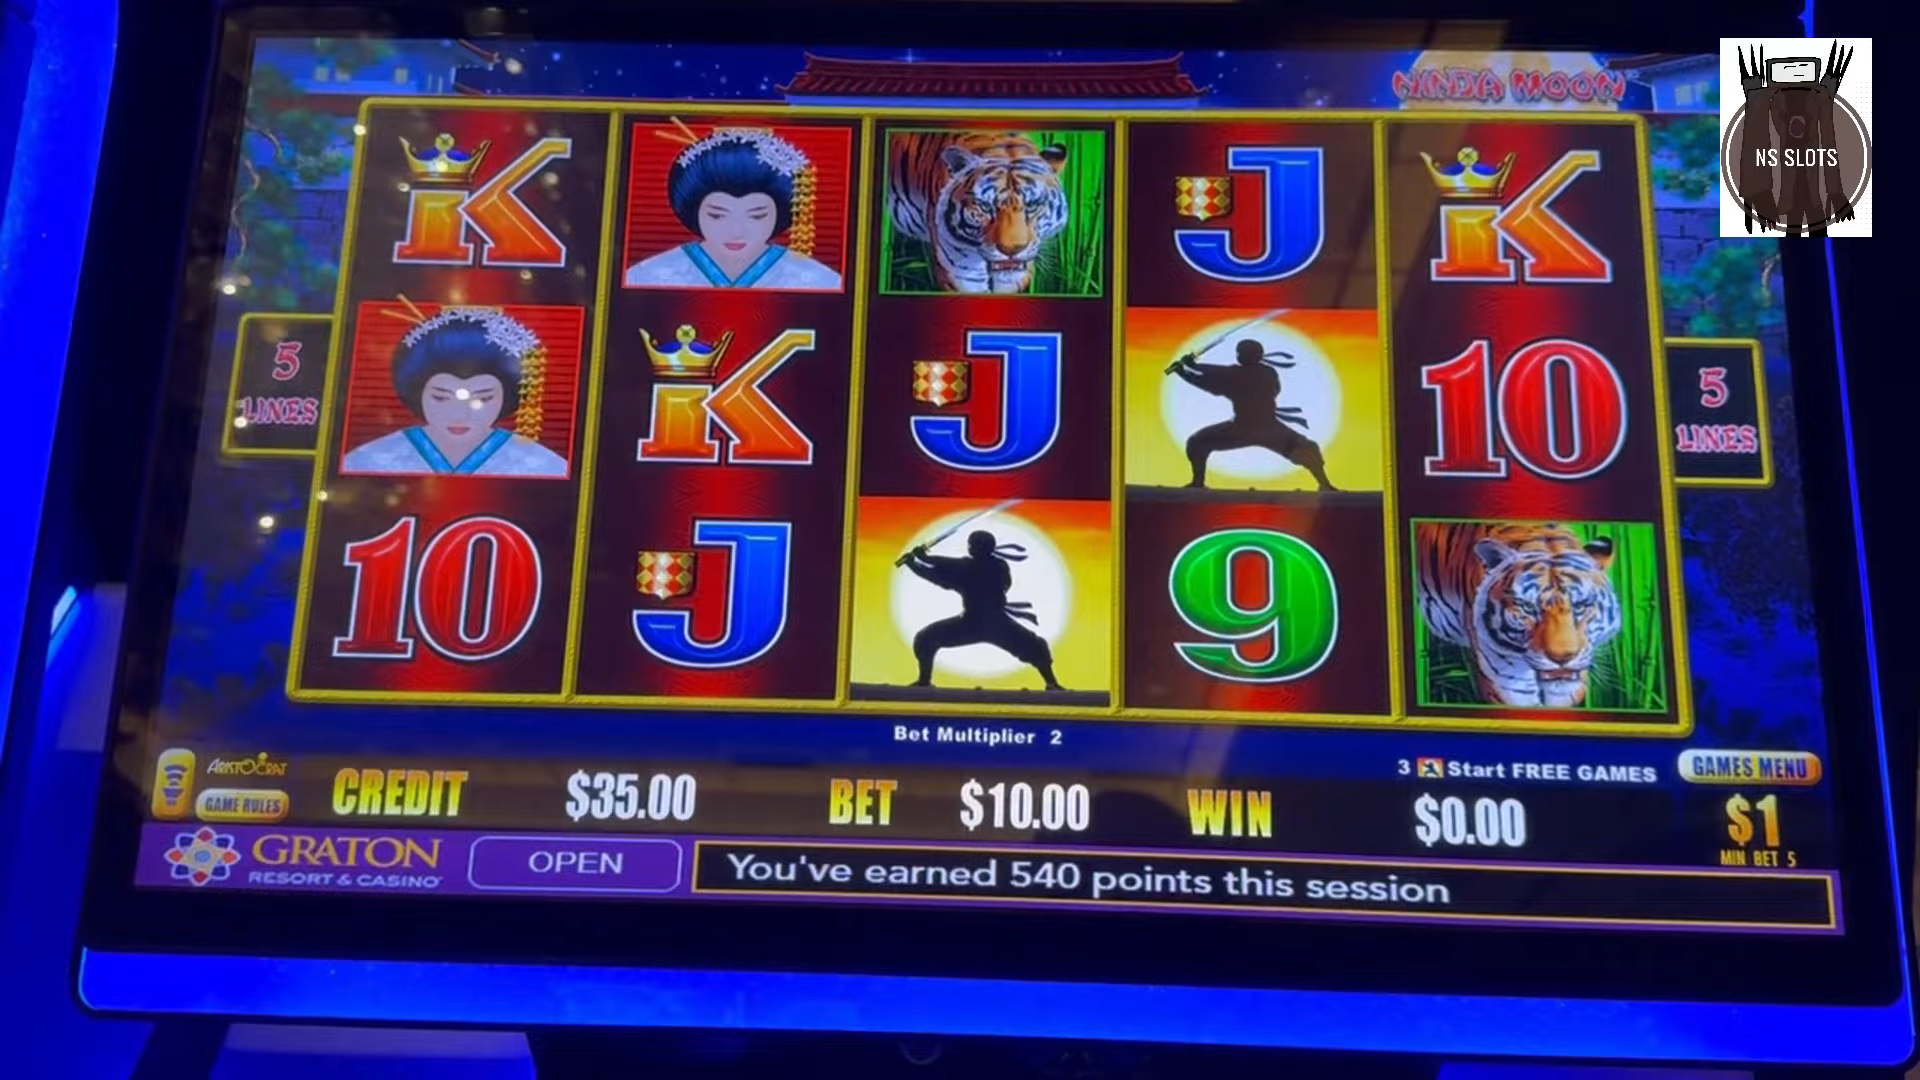 NINJA MOON
NS SLOTS
K
J
K
5
LINES
K
J
10
5
LINES
10
J
9
Bet Multiplier 2
3 Start FREE GAMES
GAMES MENU
ARISTOCRAT
GAME RULES
CREDIT $35.00 BET $10.00 WIN $0.00
$1
MIN BET 5
GRATON
RESORT & CASINO
OPEN
You've earned 540 points this session